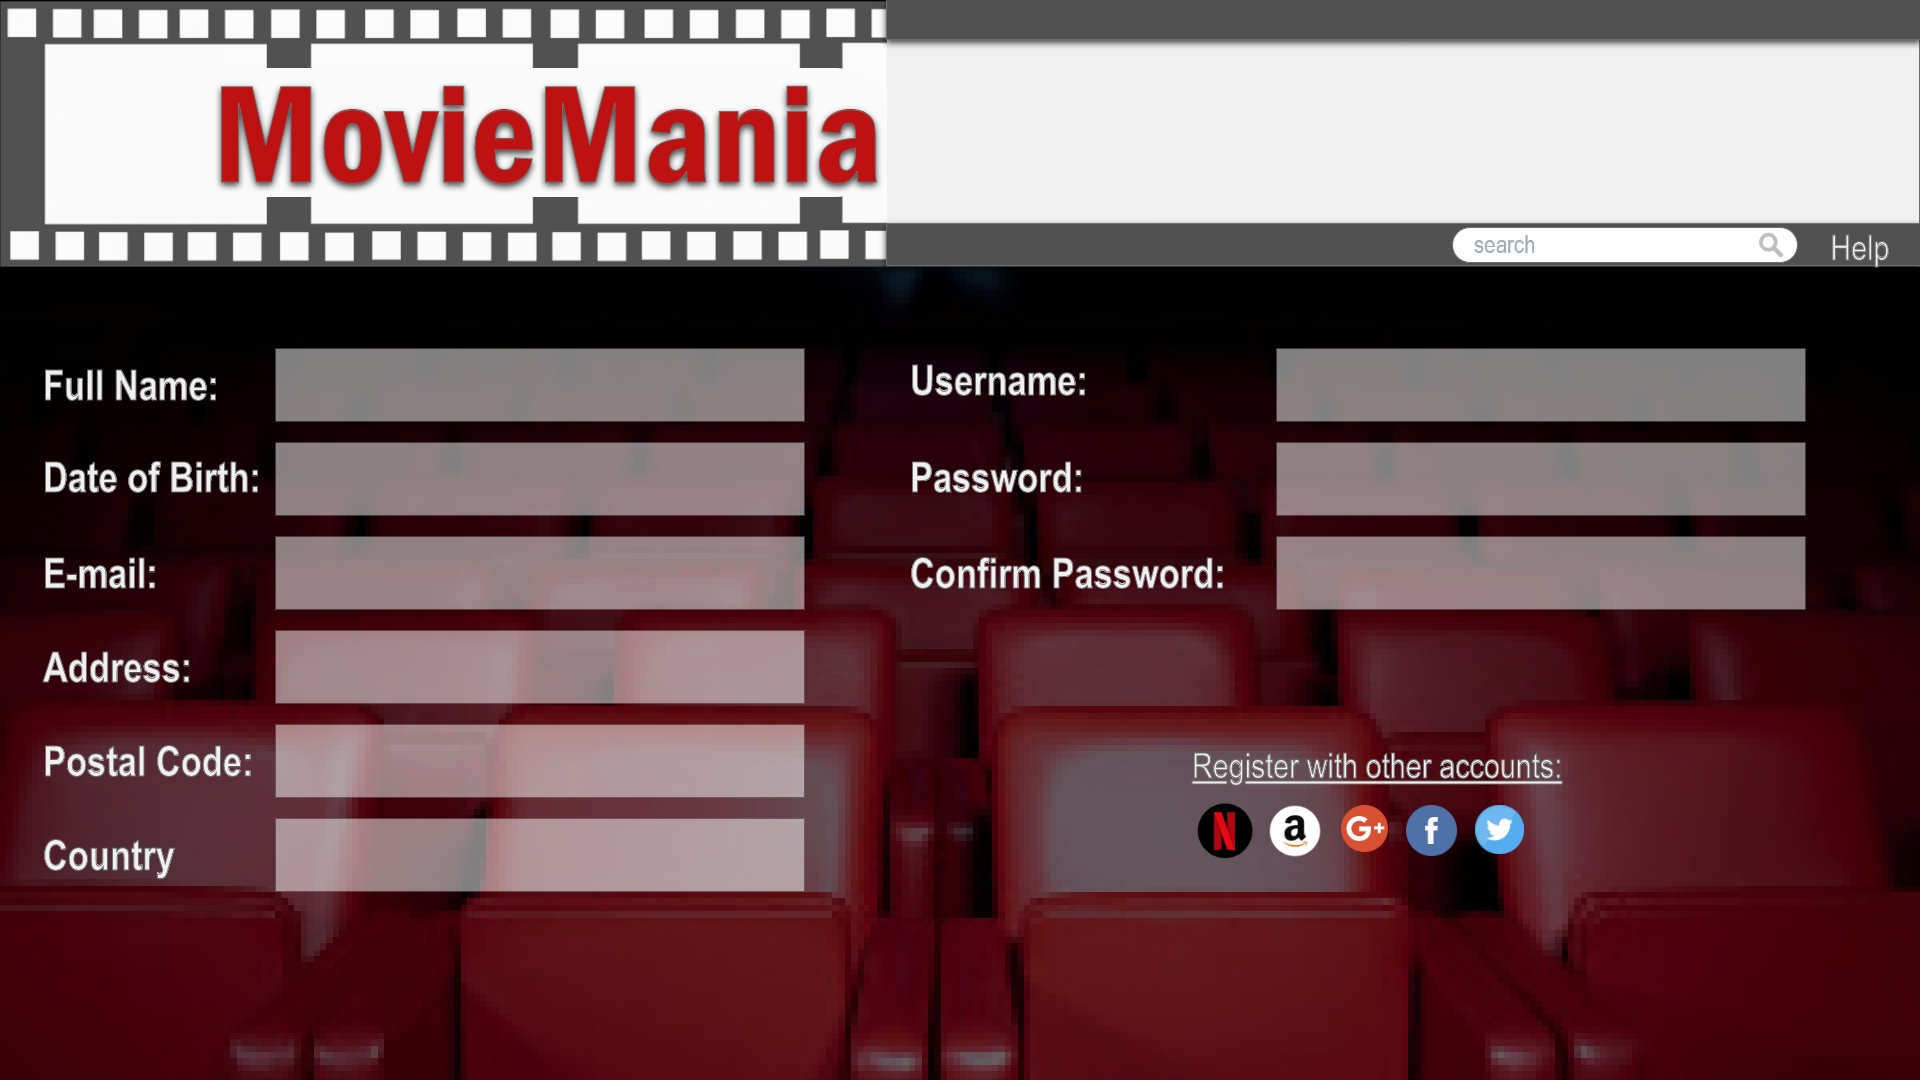 MovieMania
search
Help
Full Name:
Date of Birth:
E-mail:
Address:
Postal Code:
Country
Username:
Password:
Confirm Password:
Register with other accounts:
N a G+ f